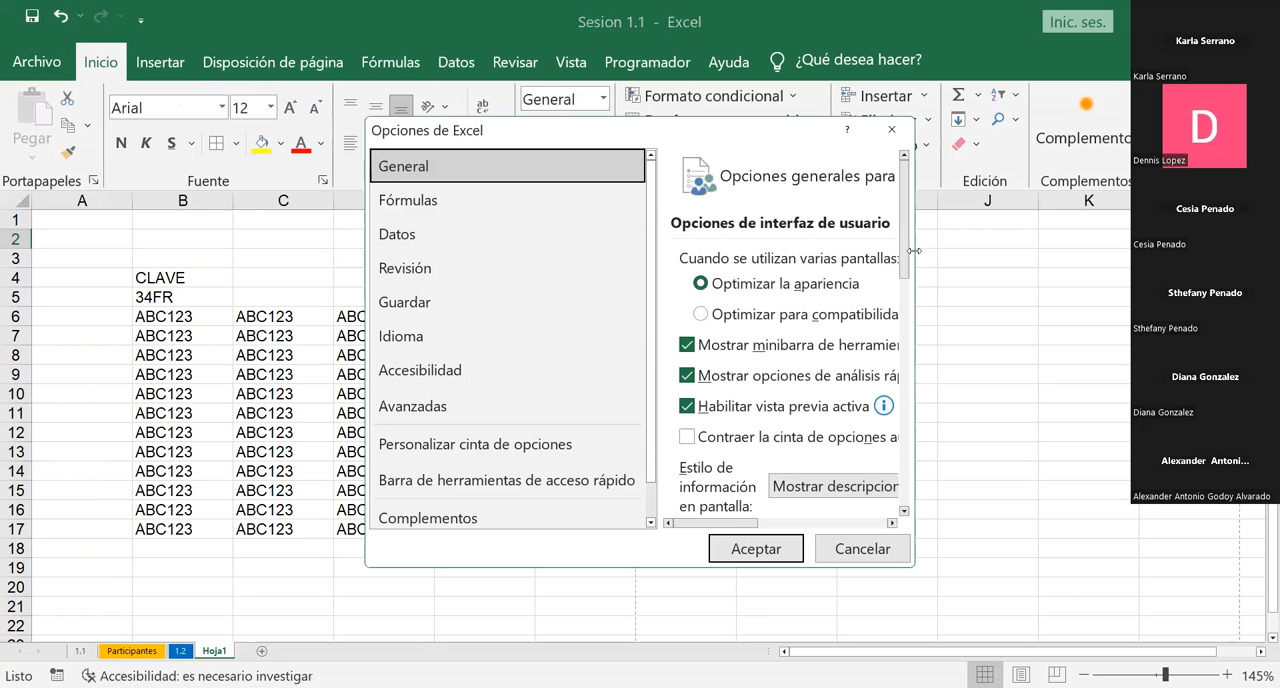 Sesion 1.1 - Excel
Inic. ses.
Archivo Inicio Insertar Disposición de página Fórmulas Datos Revisar Vista Programador Ayuda ¿Qué desea hacer?
Pegar
Arial 12
N K S
General
Formato condicional
Insertar
Complemento
Portapapeles Fuente Edición Complementos
A B C J K
Opciones de Excel
General
Fórmulas
Datos
Revisión
Guardar
Idioma
Accesibilidad
Avanzadas
Personalizar cinta de opciones
Barra de herramientas de acceso rápido
Complementos
Opciones generales para
Opciones de interfaz de usuario
Cuando se utilizan varias pantallas:
Optimizar la apariencia
Optimizar para compatibilida
Mostrar minibarra de herramie
Mostrar opciones de análisis ráp
Habilitar vista previa activa
Contraer la cinta de opciones a
Estilo de
información
en pantalla:
Mostrar descripcion
Aceptar Cancelar
1
2
3
4 CLAVE
5 34FR
6 ABC123 ABC123 ABC
7 ABC123 ABC123 ABC
8 ABC123 ABC123 ABC
9 ABC123 ABC123 ABC
10 ABC123 ABC123 ABC
11 ABC123 ABC123 ABC
12 ABC123 ABC123 ABC
13 ABC123 ABC123 ABC
14 ABC123 ABC123 ABC
15 ABC123 ABC123 ABC
16 ABC123 ABC123 ABC
17 ABC123 ABC123 ABC
18
19
20
21
22
1.1 Participantes 1.2 Hoja1
Listo Accesibilidad: es necesario investigar 145%
Karla Serrano
Karla Serrano
D
Dennis Lopez
Cesia Penado
Cesia Penado
Sthefany Penado
Sthefany Penado
Diana Gonzalez
Diana Gonzalez
Alexander Antoni...
Alexander Antonio Godoy Alvarado